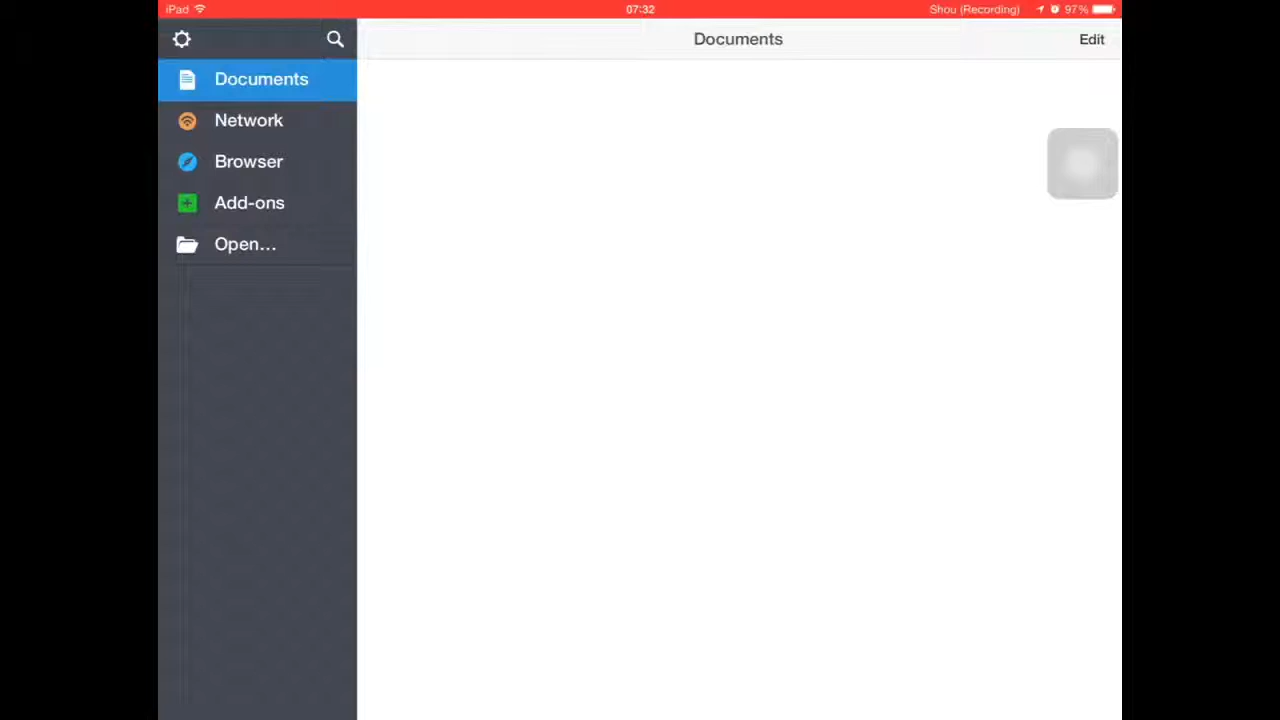 iPad 07:32 Shou (Recording) 97%
Documents Edit
Documents
Network
Browser
Add-ons
Open...